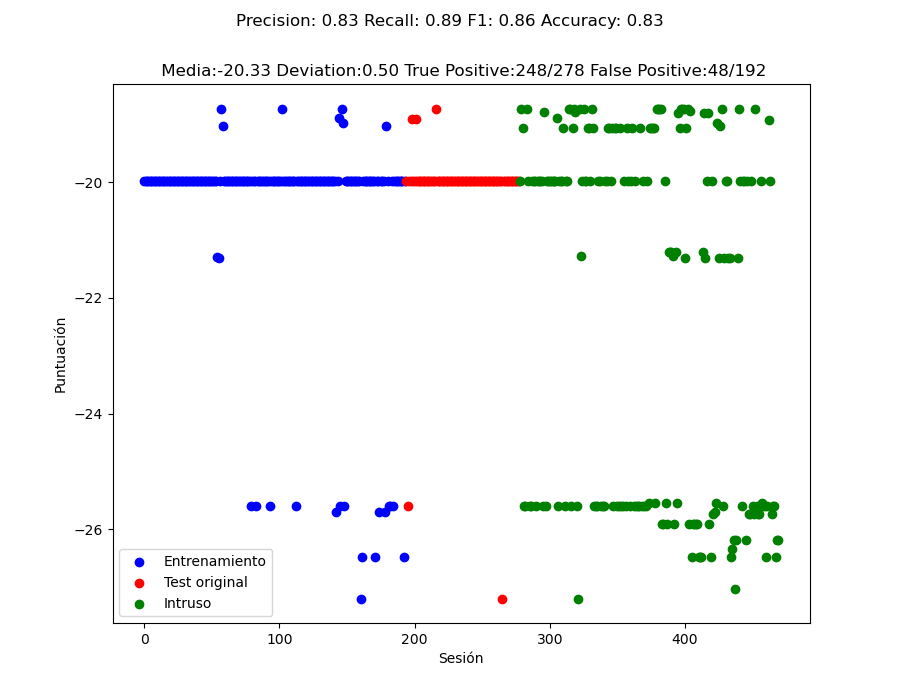 Precision: 0.83 Recall: 0.89 F1: 0.86 Accuracy: 0.83
Media:-20.33 Deviation:0.50 True Positive:248/278 False Positive:48/192
−20
−22
−24
−26
Puntuación
Entrenamiento
Test original
Intruso
0 100 200 300 400
Sesión